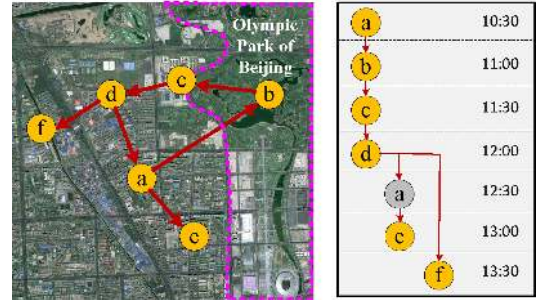 Olympic
Park of
Beijing
c
d
b
f
a
e
a 10:30
b 11:00
c 11:30
d 12:00
a 12:30
e 13:00
f 13:30